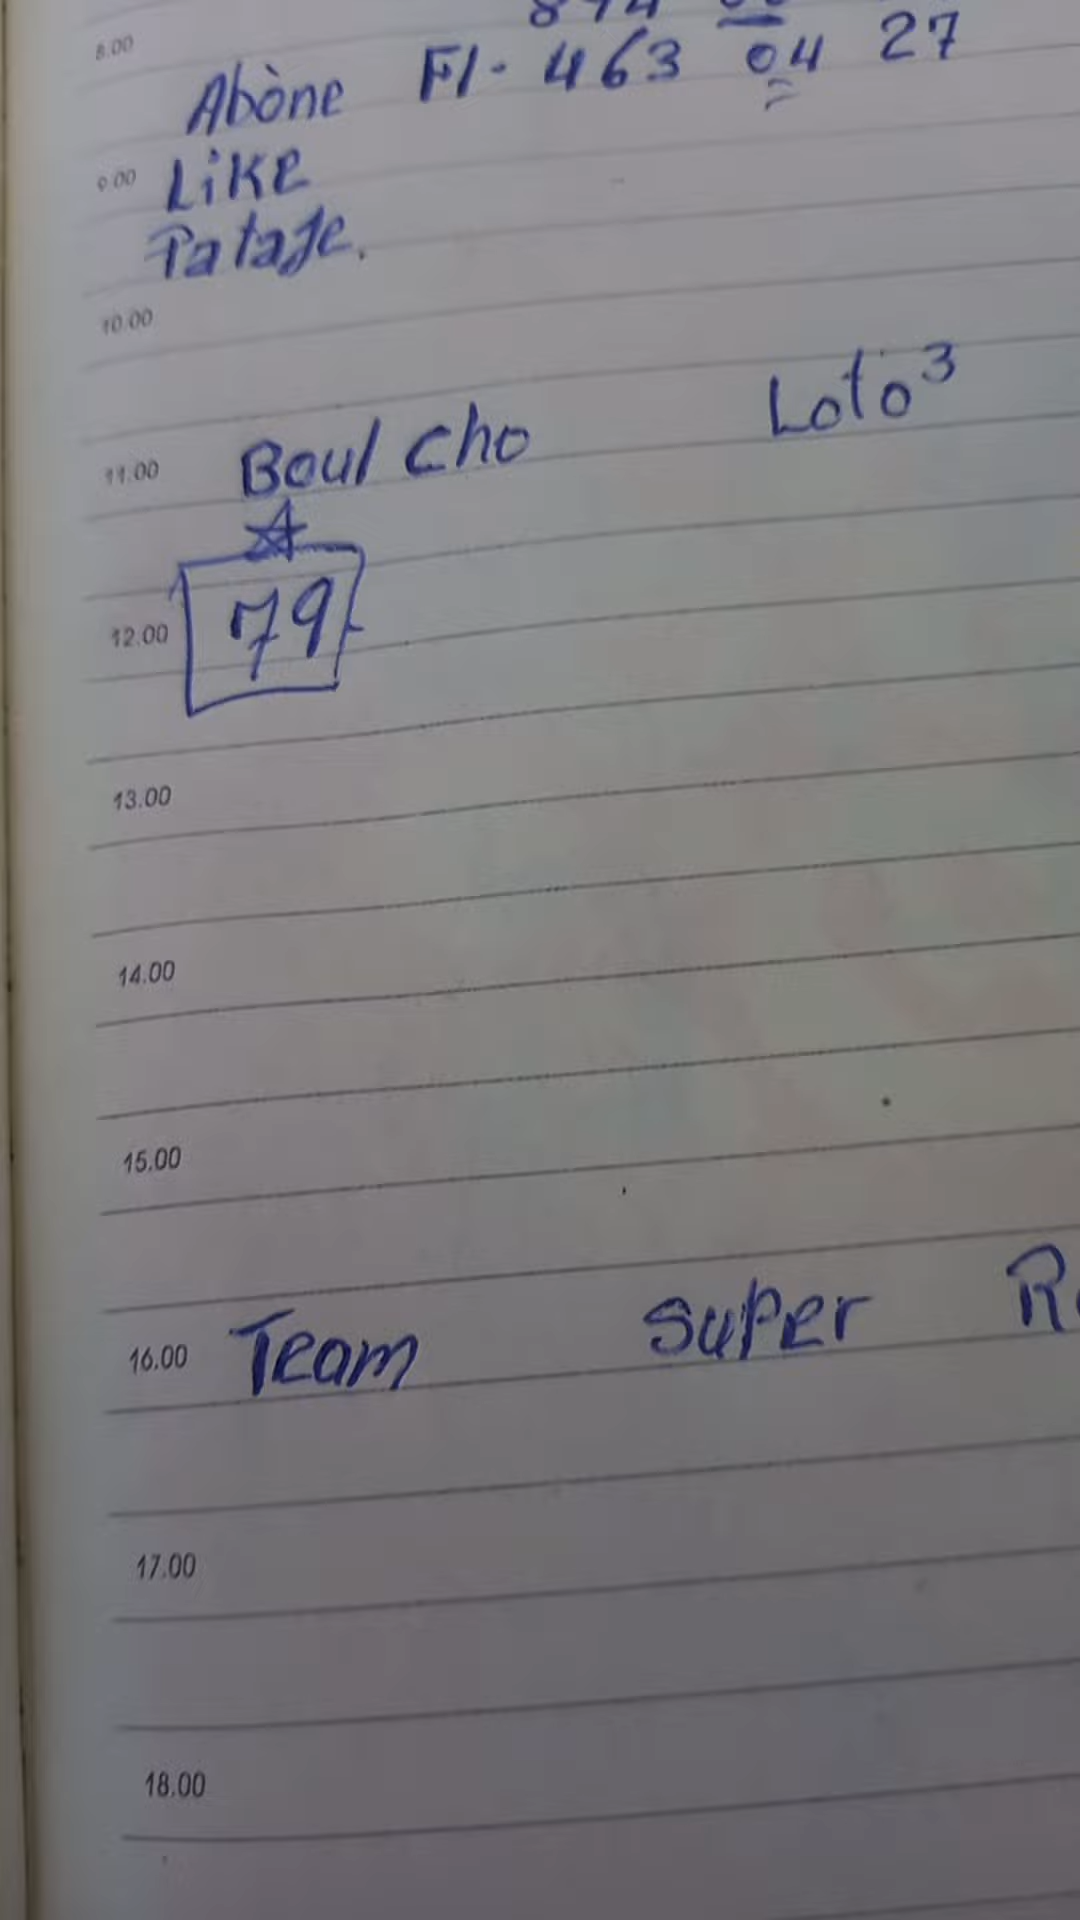 8.00
Abòne Fl. 463 04 27
9.00 Like
Pataje.
10.00
11.00 Boul cho Loto3
12.00 79
13.00
14.00
15.00
16.00 Team super
17.00
18.00